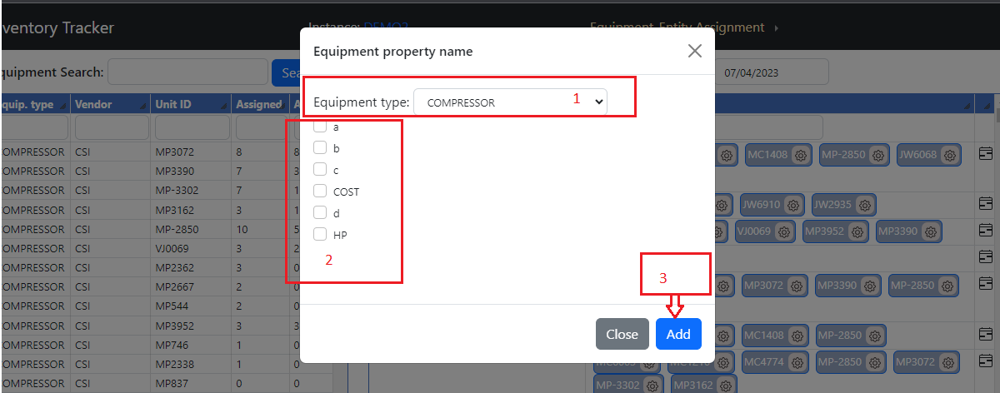 ventory Tracker
Instance: DEMO2
Equipment-Entity Assignment
quipment Search:
Sea
07/04/2023
Equipment property name
Equipment type: COMPRESSOR 1
a
b
c
COST
d
HP
2
3
Close Add
quip. type Vendor Unit ID Assigned A
OMPRESSOR CSI MP3072 8 8
OMPRESSOR CSI MP3390 7 3
OMPRESSOR CSI MP-3302 7 1
OMPRESSOR CSI MP3162 3 1
OMPRESSOR CSI MP-2850 10 5
OMPRESSOR CSI VJ0069 3 2
OMPRESSOR CSI MP2362 3 0
OMPRESSOR CSI MP2667 2 0
OMPRESSOR CSI MP544 2 0
OMPRESSOR CSI MP3952 3 3
OMPRESSOR CSI MP746 1 0
OMPRESSOR CSI MP2338 1 0
OMPRESSOR CSI MP837 0 0
MC1408 MP-2850 JW6068
JW6910 JW2935
VJ0069 MP3952 MP3390
MP3072 MP3390 MP-2850
MC1408 MP-2850
MC4774 MP-2850 MP3072
MP-3302 MP3162